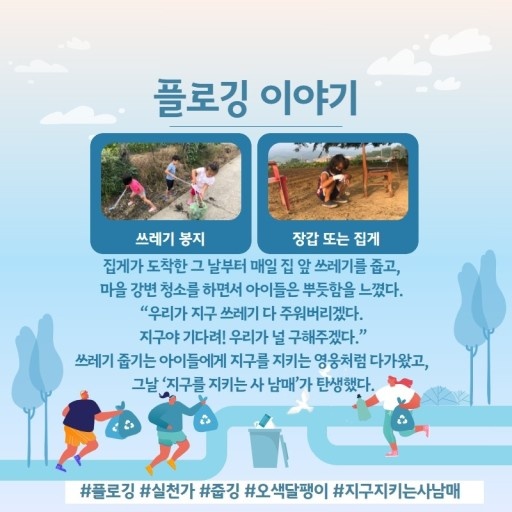 플로깅 이야기
쓰레기 봉지
장갑 또는 집게
집게가 도착한 그 날부터 매일 집 앞 쓰레기를 줍고,
마을 강변 청소를 하면서 아이들은 뿌듯함을 느꼈다.
“우리가 지구 쓰레기 다 주워버리겠다.
지구야 기다려! 우리가 널 구해주겠다.”
쓰레기 줍기는 아이들에게 지구를 지키는 영웅처럼 다가왔고,
그날 ‘지구를 지키는 사 남매’가 탄생했다.
#플로깅 #실천가 #줍깅 #오색달팽이 #지구지키는사남매